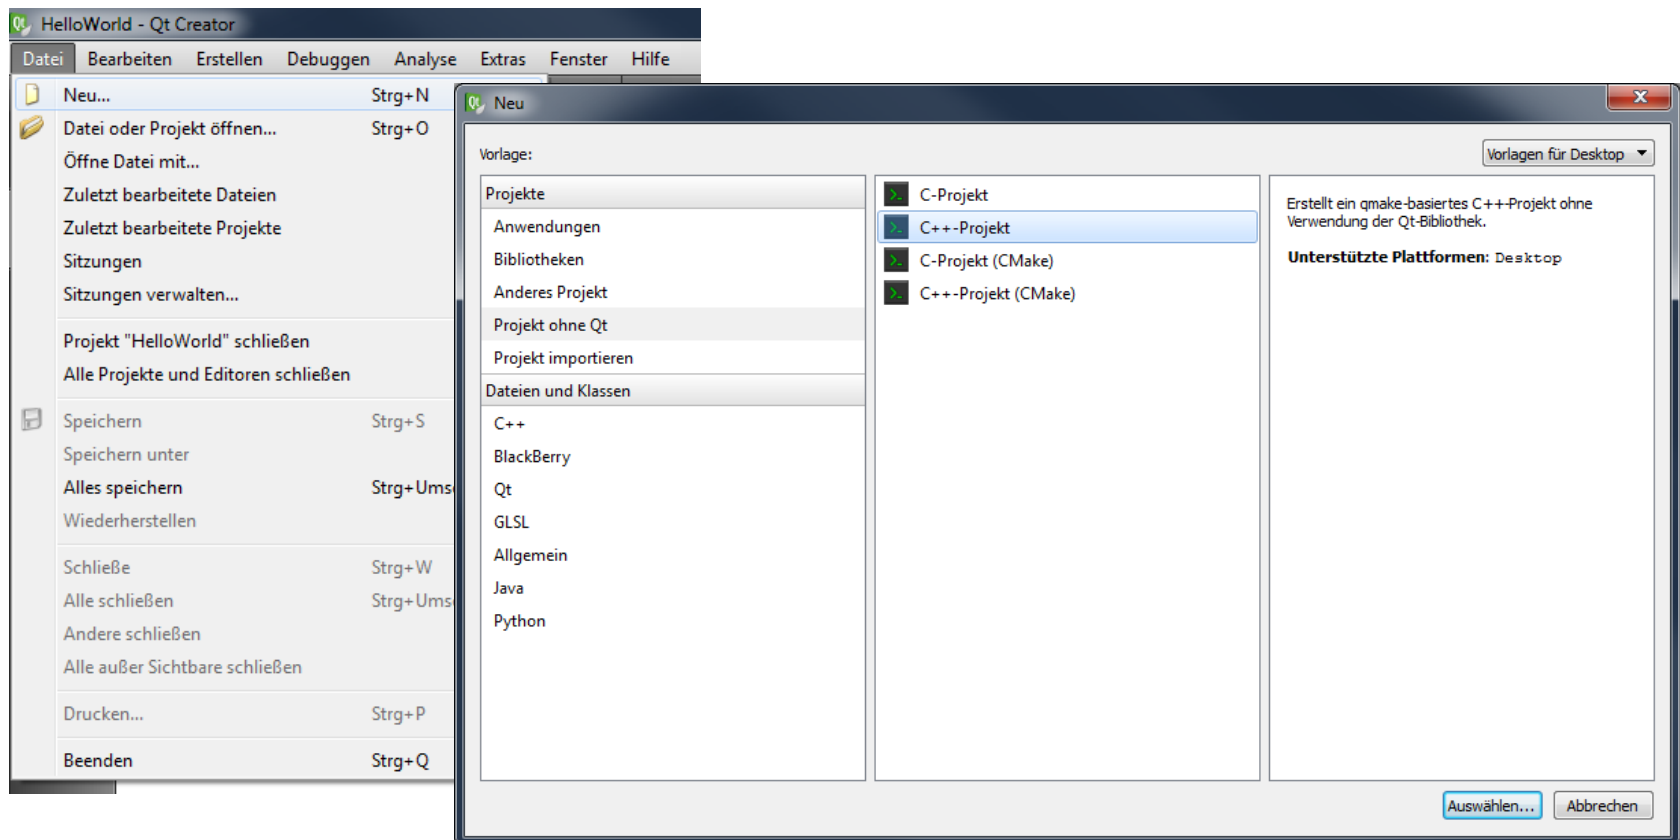 HelloWorld - Qt Creator
Datei Bearbeiten Erstellen Debuggen Analyse Extras Fenster Hilfe
Neu... Strg+N
Datei oder Projekt öffnen... Strg+O
Öffne Datei mit...
Zuletzt bearbeitete Dateien
Zuletzt bearbeitete Projekte
Sitzungen
Sitzungen verwalten...
Projekt "HelloWorld" schließen
Alle Projekte und Editoren schließen
Speichern Strg+S
Speichern unter
Alles speichern Strg+Ums
Wiederherstellen
Schließe Strg+W
Alle schließen Strg+Ums
Andere schließen
Alle außer Sichtbare schließen
Drucken... Strg+P
Beenden Strg+Q
Neu
Vorlage:
Vorlagen für Desktop
Projekte
Anwendungen
Bibliotheken
Anderes Projekt
Projekt ohne Qt
Projekt importieren
Dateien und Klassen
C++
BlackBerry
Qt
GLSL
Allgemein
Java
Python
C-Projekt
C++-Projekt
C-Projekt (CMake)
C++-Projekt (CMake)
Erstellt ein qmake-basiertes C++-Projekt ohne
Verwendung der Qt-Bibliothek.
Unterstützte Plattformen: Desktop
Auswählen... Abbrechen